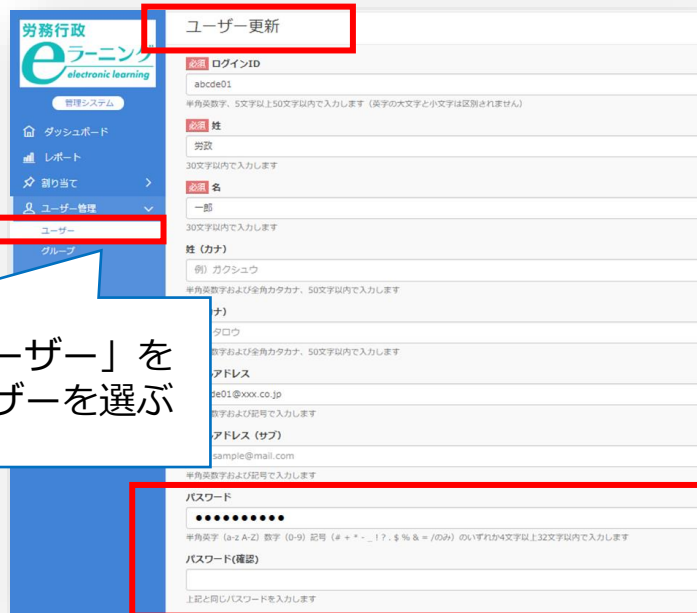 労務行政
eラーニング
electronic learning
管理システム
ダッシュボード
レポート
割り当て
ユーザー管理
ユーザー
グループ
ーザー」を
ザーを選ぶ
ユーザー更新
必須 ログインID
abcde01
半角英数字、5文字以上50文字以内で入力します（英字の大文字と小文字は区別されません）
必須 姓
労政
30文字以内で入力します
必須 名
一郎
30文字以内で入力します
姓（カナ）
例）ガクシュウ
半角英数字および全角カタカナ、50文字以内で入力します
ナ）
タロウ
数字および全角カタカナ、50文字以内で入力します
アドレス
de01@xxx.co.jp
数字および記号で入力します
アドレス（サブ）
sample@mail.com
半角英数字および記号で入力します
パスワード
●●●●●●●●●●
半角英字（a-z A-Z）数字（0-9）記号（# + * - _ ! ? . $ % & = /のみ）のいずれか4文字以上32文字以内で入力します
パスワード(確認)
上記と同じパスワードを入力します